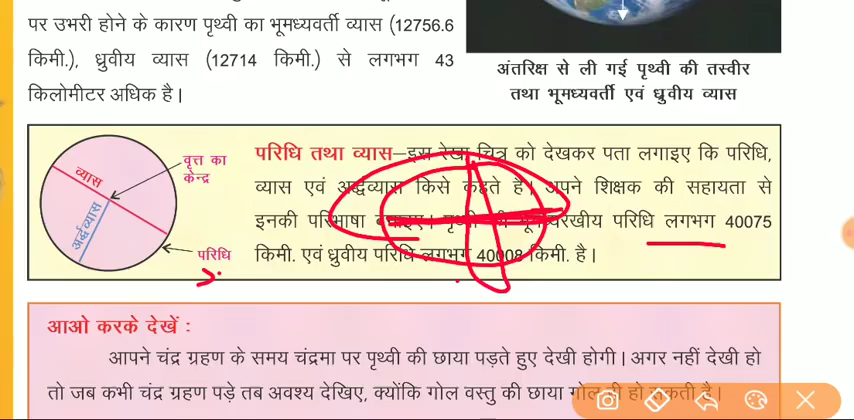 पर उभरी होने के कारण पृथ्वी का भूमध्यवर्ती व्यास (12756.6
किमी.), ध्रुवीय व्यास (12714 किमी.) से लगभग 43
किलोमीटर अधिक है।
अंतरिक्ष से ली गई पृथ्वी की तस्वीर
तथा भूमध्यवर्ती एवं ध्रुवीय व्यास
व्यास
अर्द्धव्यास
वृत्त का
केन्द्र
परिधि
परिधि तथा व्यास–इस रेखा चित्र को देखकर पता लगाइए कि परिधि,
व्यास एवं अर्द्धव्यास किसे कहते हैं। अपने शिक्षक की सहायता से
इनकी परिभाषा परिधि लगभग 40075
किमी. एवं ध्रुवीय परिधि लगभग 40008 किमी. है।
आओ करके देखें :
आपने चंद्र ग्रहण के समय चंद्रमा पर पृथ्वी की छाया पड़ते हुए देखी होगी। अगर नहीं देखी हो
तो जब कभी चंद्र ग्रहण पड़े तब अवश्य देखिए, क्योंकि गोल वस्तु की छाया गोल ही हो सकती है।